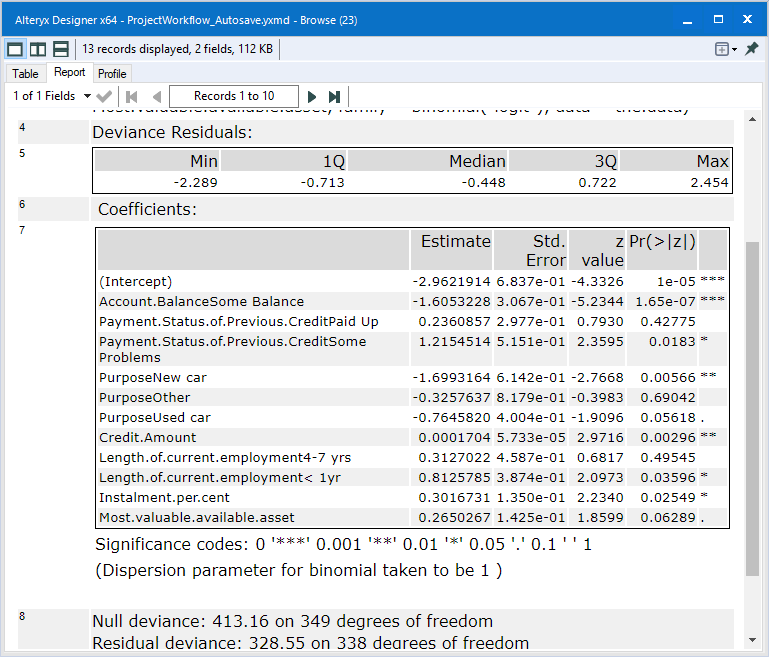 Alteryx Designer x64 - ProjectWorkflow_Autosave.yxmd - Browse (23)
13 records displayed, 2 fields, 112 KB
Table Report Profile
1 of 1 Fields Records 1 to 10
4 Deviance Residuals:
5 Min 1Q Median 3Q Max
-2.289 -0.713 -0.448 0.722 2.454
6 Coefficients:
7 Estimate Std. Error z value Pr(>|z|)
(Intercept) -2.9621914 6.837e-01 -4.3326 1e-05 ***
Account.BalanceSome Balance -1.6053228 3.067e-01 -5.2344 1.65e-07 ***
Payment.Status.of.Previous.CreditPaid Up 0.2360857 2.977e-01 0.7930 0.42775
Payment.Status.of.Previous.CreditSome Problems 1.2154514 5.151e-01 2.3595 0.0183 *
PurposeNew car -1.6993164 6.142e-01 -2.7668 0.00566 **
PurposeOther -0.3257637 8.179e-01 -0.3983 0.69042
PurposeUsed car -0.7645820 4.004e-01 -1.9096 0.05618 .
Credit.Amount 0.0001704 5.733e-05 2.9716 0.00296 **
Length.of.current.employment4-7 yrs 0.3127022 4.587e-01 0.6817 0.49545
Length.of.current.employment< 1yr 0.8125785 3.874e-01 2.0973 0.03596 *
Instalment.per.cent 0.3016731 1.350e-01 2.2340 0.02549 *
Most.valuable.available.asset 0.2650267 1.425e-01 1.8599 0.06289 .
Significance codes: 0 '***' 0.001 '**' 0.01 '*' 0.05 '.' 0.1 ' ' 1
(Dispersion parameter for binomial taken to be 1 )
8 Null deviance: 413.16 on 349 degrees of freedom
Residual deviance: 328.55 on 338 degrees of freedom